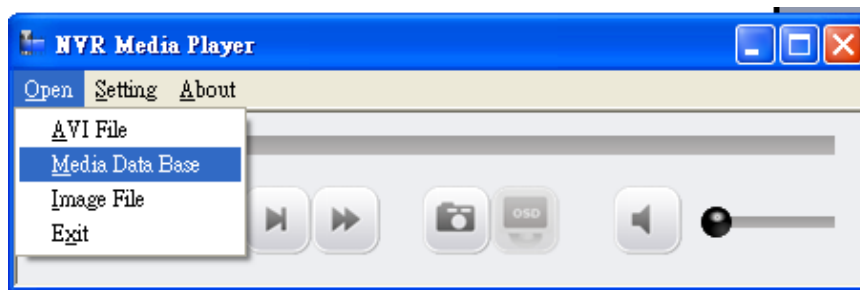 NVR Media Player
Open Setting About
AVI File
Media Data Base
Image File
Exit
OSD